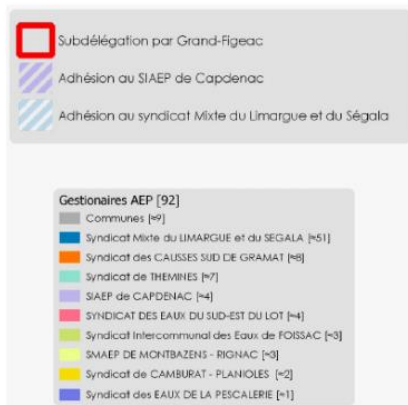 Subdélégation par Grand-Figeac
Adhésion au SIAEP de Capdenac
Adhésion au syndicat Mixte du Limargue et du Ségala
Gestionaires AEP [92]
Communes [≈9]
Syndicat Mixte du LIMARGUE et du SEGALA [≈51]
Syndicat des CAUSSES SUD DE GRAMAT [≈8]
Syndicat de THEMINES [≈7]
SIAEP de CAPDENAC [≈4]
SYNDICAT DES EAUX DU SUD-EST DU LOT [≈4]
Syndicat Intercommunal des Eaux de FOISSAC [≈3]
SMAEP DE MONTBAZENS - RIGNAC [≈3]
Syndicat de CAMBURAT - PLANIOLES [≈2]
Syndicat des EAUX DE LA PESCALERIE [≈1]